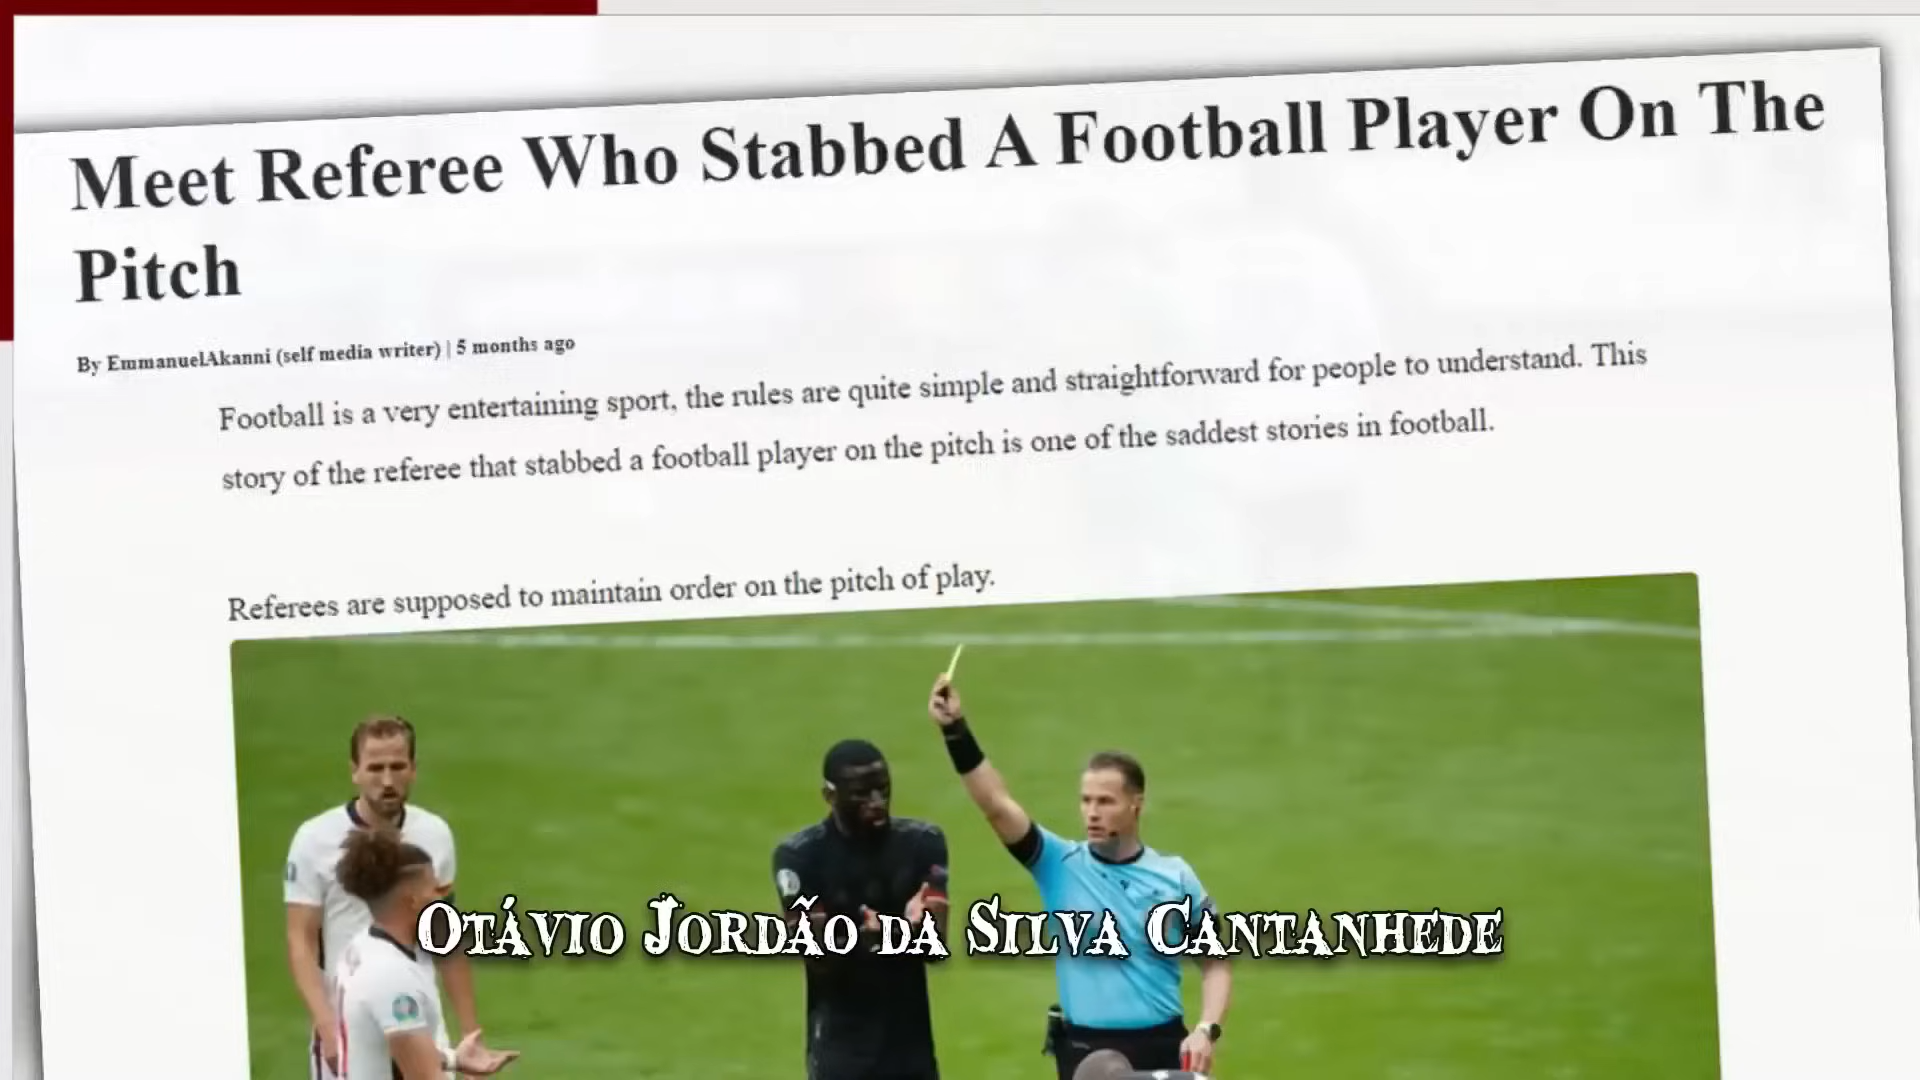 Meet Referee Who Stabbed A Football Player On The
Pitch
By EmmanuelAkanni (self media writer) | 5 months ago
Football is a very entertaining sport, the rules are quite simple and straightforward for people to understand. This
story of the referee that stabbed a football player on the pitch is one of the saddest stories in football.
Referees are supposed to maintain order on the pitch of play.
Otávio Jordão da Silva Cantanhede